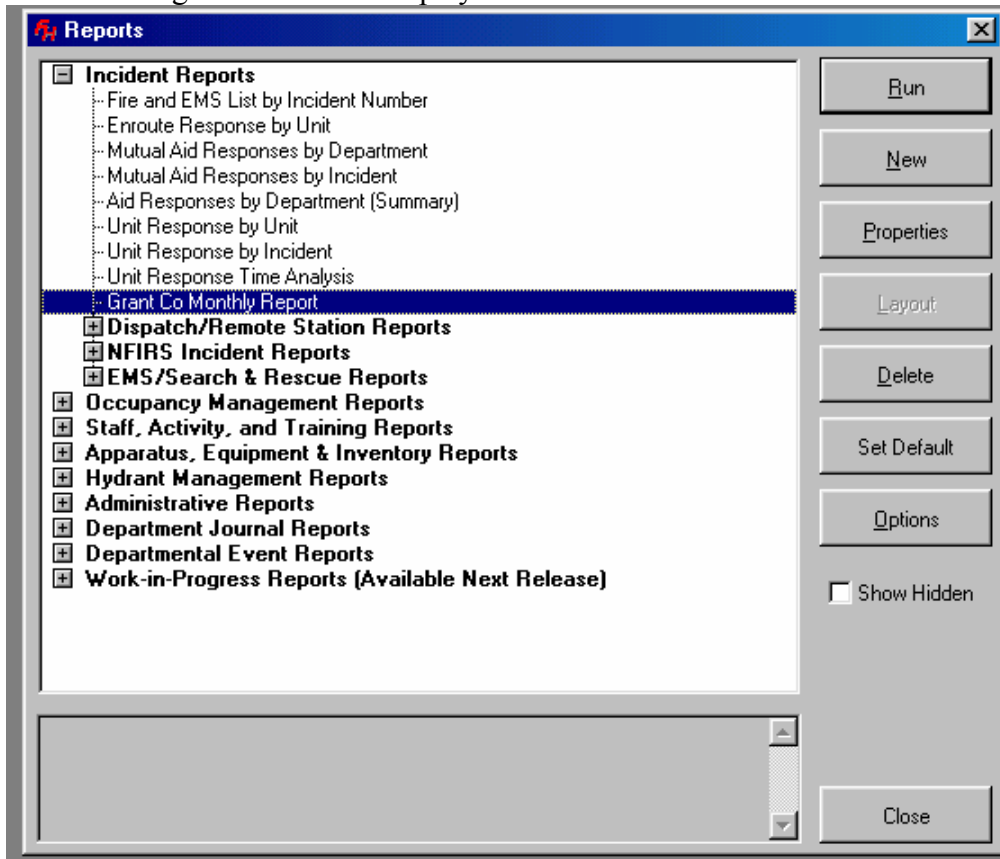 Reports
Incident Reports
Fire and EMS List by Incident Number
Enroute Response by Unit
Mutual Aid Responses by Department
Mutual Aid Responses by Incident
Aid Responses by Department (Summary)
Unit Response by Unit
Unit Response by Incident
Unit Response Time Analysis
Grant Co Monthly Report
Dispatch/Remote Station Reports
NFIRS Incident Reports
EMS/Search & Rescue Reports
Occupancy Management Reports
Staff, Activity, and Training Reports
Apparatus, Equipment & Inventory Reports
Hydrant Management Reports
Administrative Reports
Department Journal Reports
Departmental Event Reports
Work-in-Progress Reports (Available Next Release)
Run
New
Properties
Layout
Delete
Set Default
Options
Show Hidden
Close